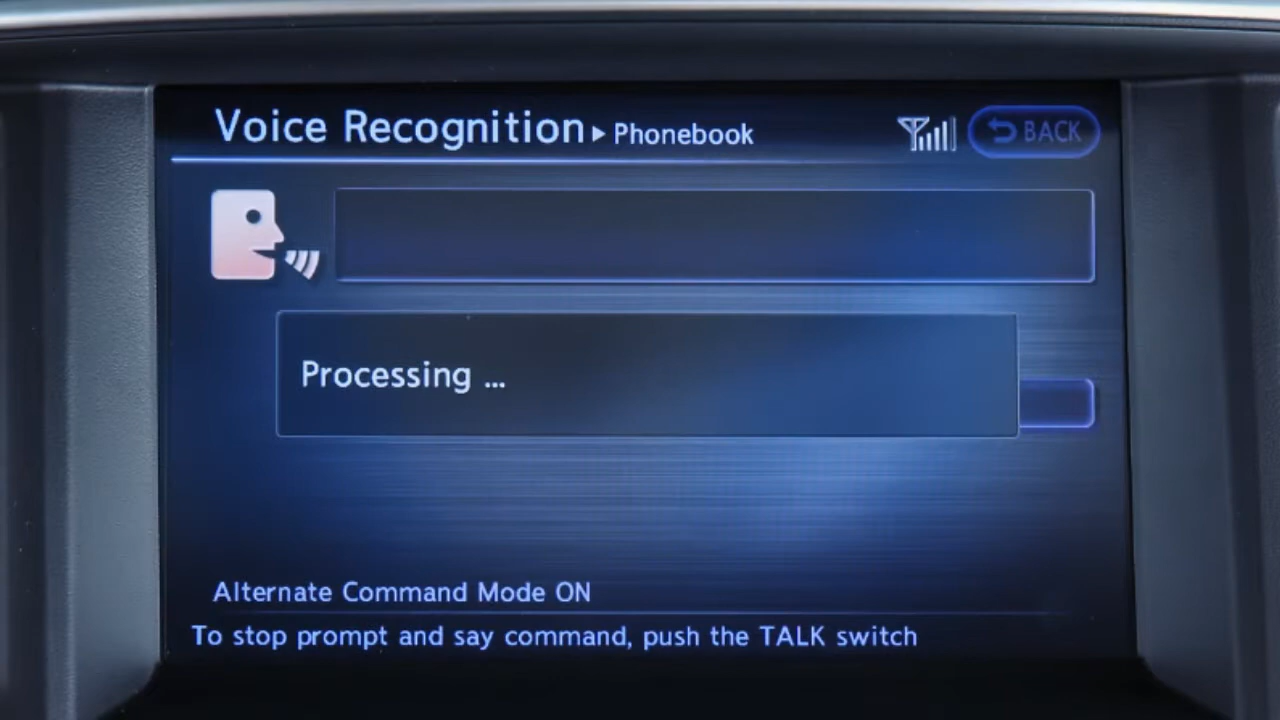 Voice Recognition ▶ Phonebook
BACK
Processing ...
Alternate Command Mode ON
To stop prompt and say command, push the TALK switch